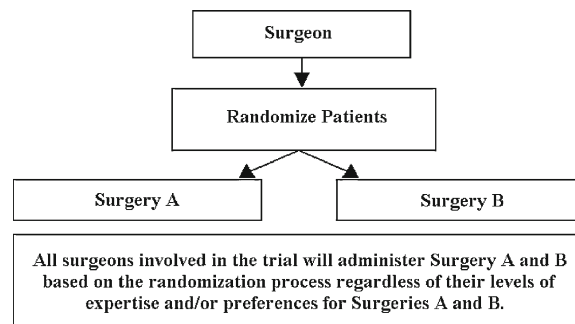 Surgeon
Randomize Patients
Surgery A
Surgery B
All surgeons involved in the trial will administer Surgery A and B
based on the randomization process regardless of their levels of
expertise and/or preferences for Surgeries A and B.